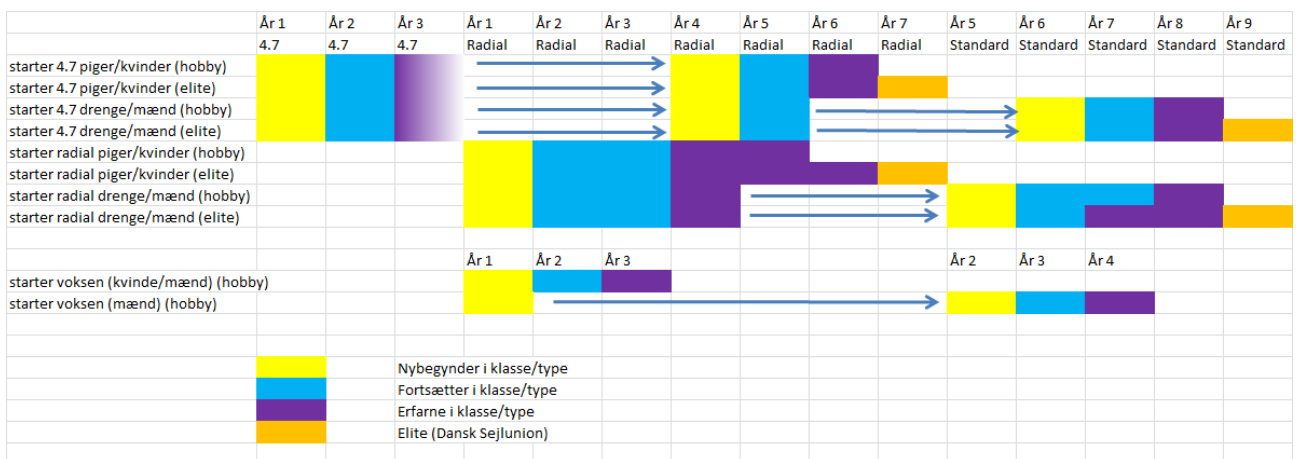 År 1 År 2 År 3 År 1 År 2 År 3 År 4 År 5 År 6 År 7 År 5 År 6 År 7 År 8 År 9
4.7 4.7 4.7 Radial Radial Radial Radial Radial Radial Radial Standard Standard Standard Standard Standard
starter 4.7 piger/kvinder (hobby)
starter 4.7 piger/kvinder (elite)
starter 4.7 drenge/mænd (hobby)
starter 4.7 drenge/mænd (elite)
starter radial piger/kvinder (hobby)
starter radial piger/kvinder (elite)
starter radial drenge/mænd (hobby)
starter radial drenge/mænd (elite)
År 1 År 2 År 3 År 2 År 3 År 4
starter voksen (kvinde/mænd) (hobby)
starter voksen (mænd) (hobby)
Nybegynder i klasse/type
Fortsætter i klasse/type
Erfarne i klasse/type
Elite (Dansk Sejlunion)